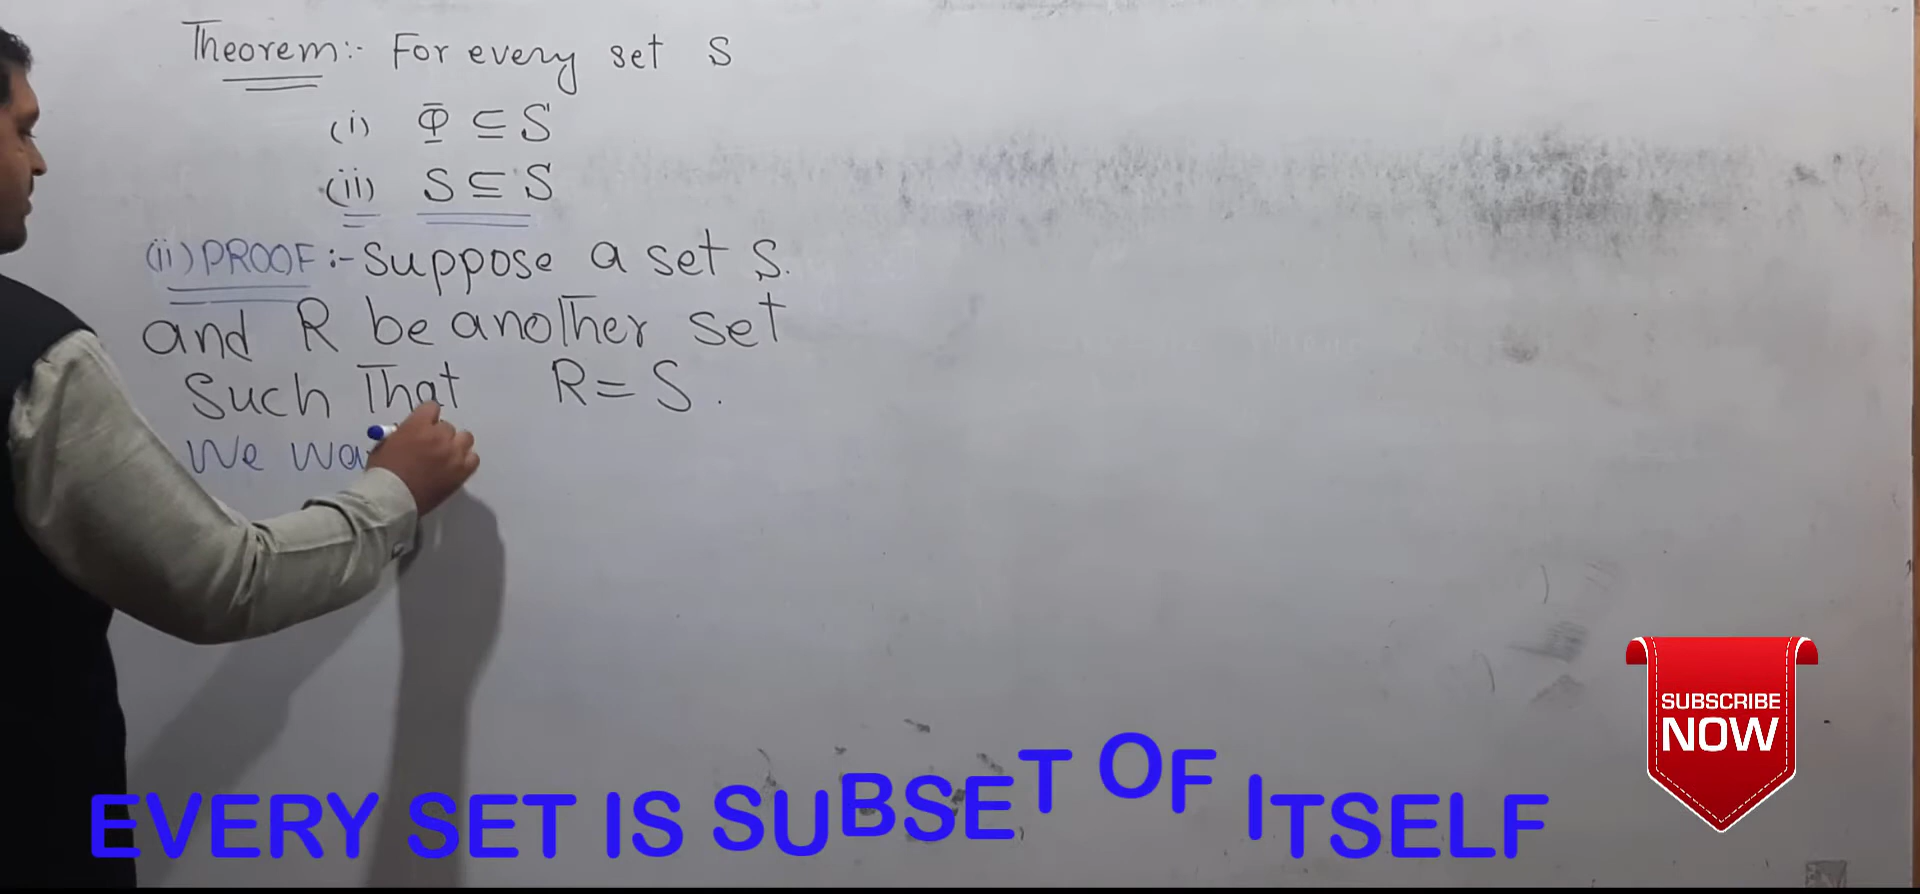 Theorem:- For every set S
(i) Φ ⊆ S
(ii) S ⊆ S
(ii) PROOF :- Suppose a set S.
and R be another set
Such That R = S.
We
SUBSCRIBE
NOW
EVERY SET IS SUBSET OF ITSELF